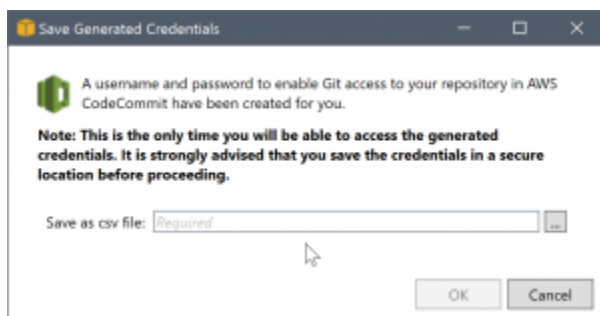 Save Generated Credentials
A username and password to enable Git access to your repository in AWS
CodeCommit have been created for you.
Note: This is the only time you will be able to access the generated
credentials. It is strongly advised that you save the credentials in a secure
location before proceeding.
Save as csv file: Required ...
OK Cancel